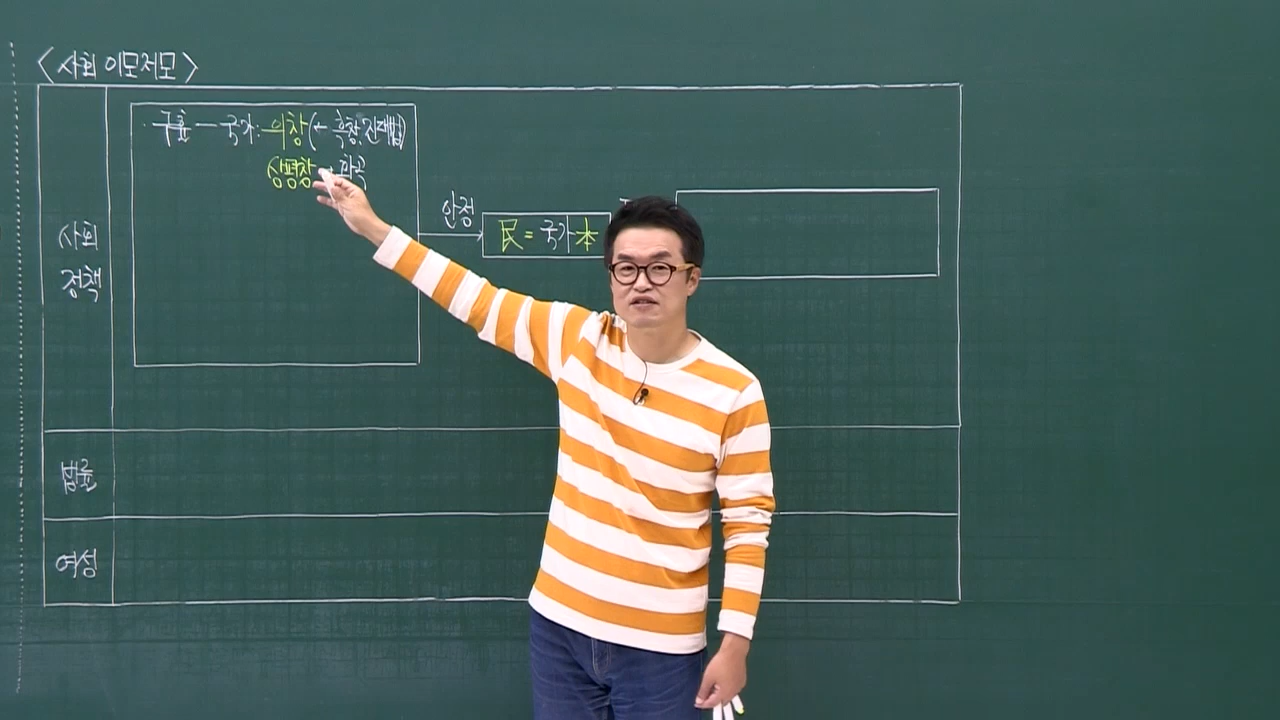 <사회 이모저모>
· 구휼 ─ 국가: 의창(← 흑창, 진대법)
상평창 → 환곡
안정
民 = 국가 本
사회
정책
법률
여성